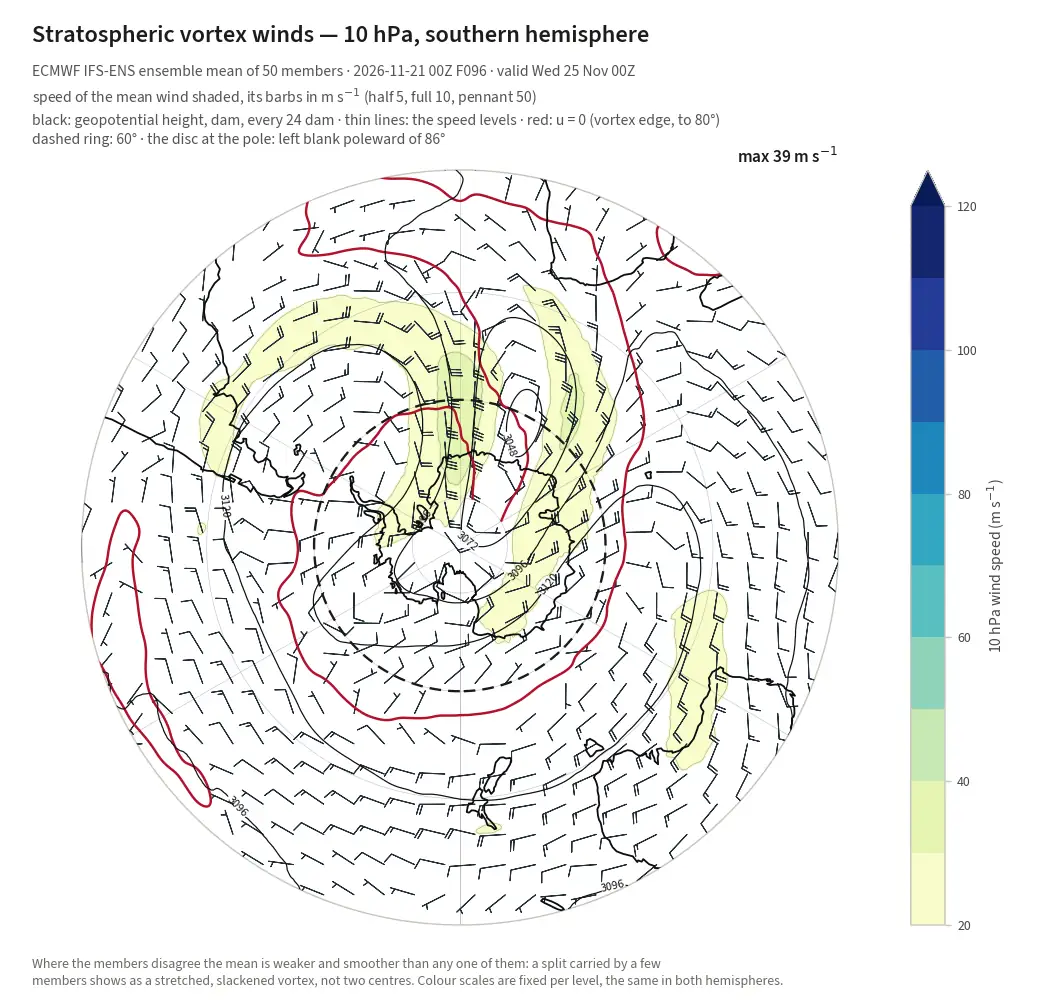 Stratospheric vortex winds — 10 hPa, southern hemisphere
ECMWF IFS-ENS ensemble mean of 50 members · 2026-11-21 00Z F096 · valid Wed 25 Nov 00Z
speed of the mean wind shaded, its barbs in m s⁻¹ (half 5, full 10, pennant 50)
black: geopotential height, dam, every 24 dam · thin lines: the speed levels · red: u = 0 (vortex edge, to 80°)
dashed ring: 60° · the disc at the pole: left blank poleward of 86°
max 39 m s⁻¹
120
100
80
60
40
20
10 hPa wind speed (m s⁻¹)
3048
3120
3072
3096
3120
3096
3096
Where the members disagree the mean is weaker and smoother than any one of them: a split carried by a few
members shows as a stretched, slackened vortex, not two centres. Colour scales are fixed per level, the same in both hemispheres.